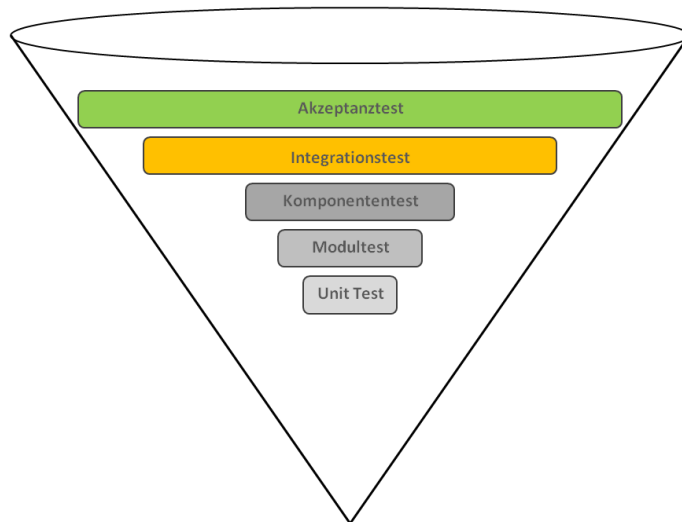 Akzeptanztest
Integrationstest
Komponententest
Modultest
Unit Test